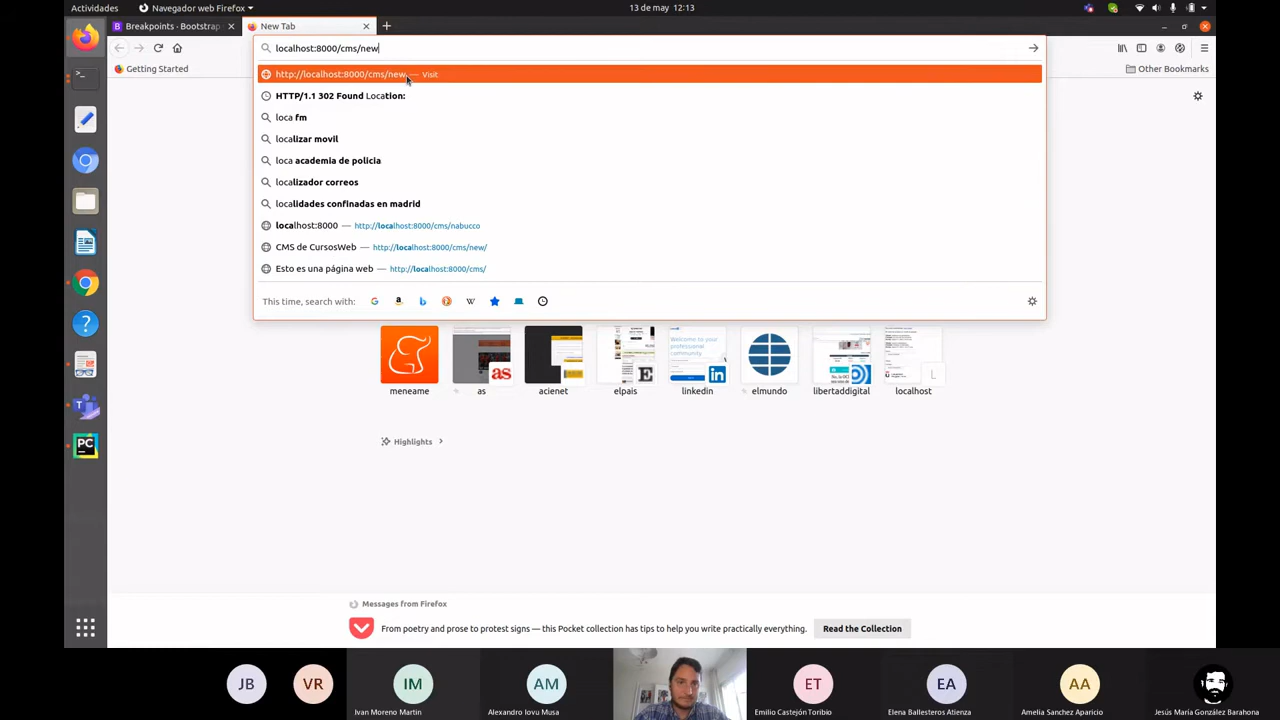 Actividades
Navegador web Firefox
13 de may 12:13
Breakpoints · Bootstrap
New Tab
localhost:8000/cms/new
Getting Started
Other Bookmarks
http://localhost:8000/cms/new — Visit
HTTP/1.1 302 Found Location:
loca fm
localizar movil
loca academia de policia
localizador correos
localidades confinadas en madrid
localhost:8000 — http://localhost:8000/cms/nabucco
CMS de CursosWeb — http://localhost:8000/cms/new/
Esto es una página web — http://localhost:8000/cms/
This time, search with:
meneame
as
acienet
elpais
linkedin
elmundo
libertaddigital
localhost
Highlights
Messages from Firefox
From poetry and prose to protest signs — this Pocket collection has tips to help you write practically everything.
Read the Collection
JB
VR
IM
AM
ET
EA
AA
Ivan Moreno Martin
Alexandro Iovu Musa
Emilio Castejón Toribio
Elena Ballesteros Atienza
Amelia Sanchez Aparicio
Jesús María González Barahona